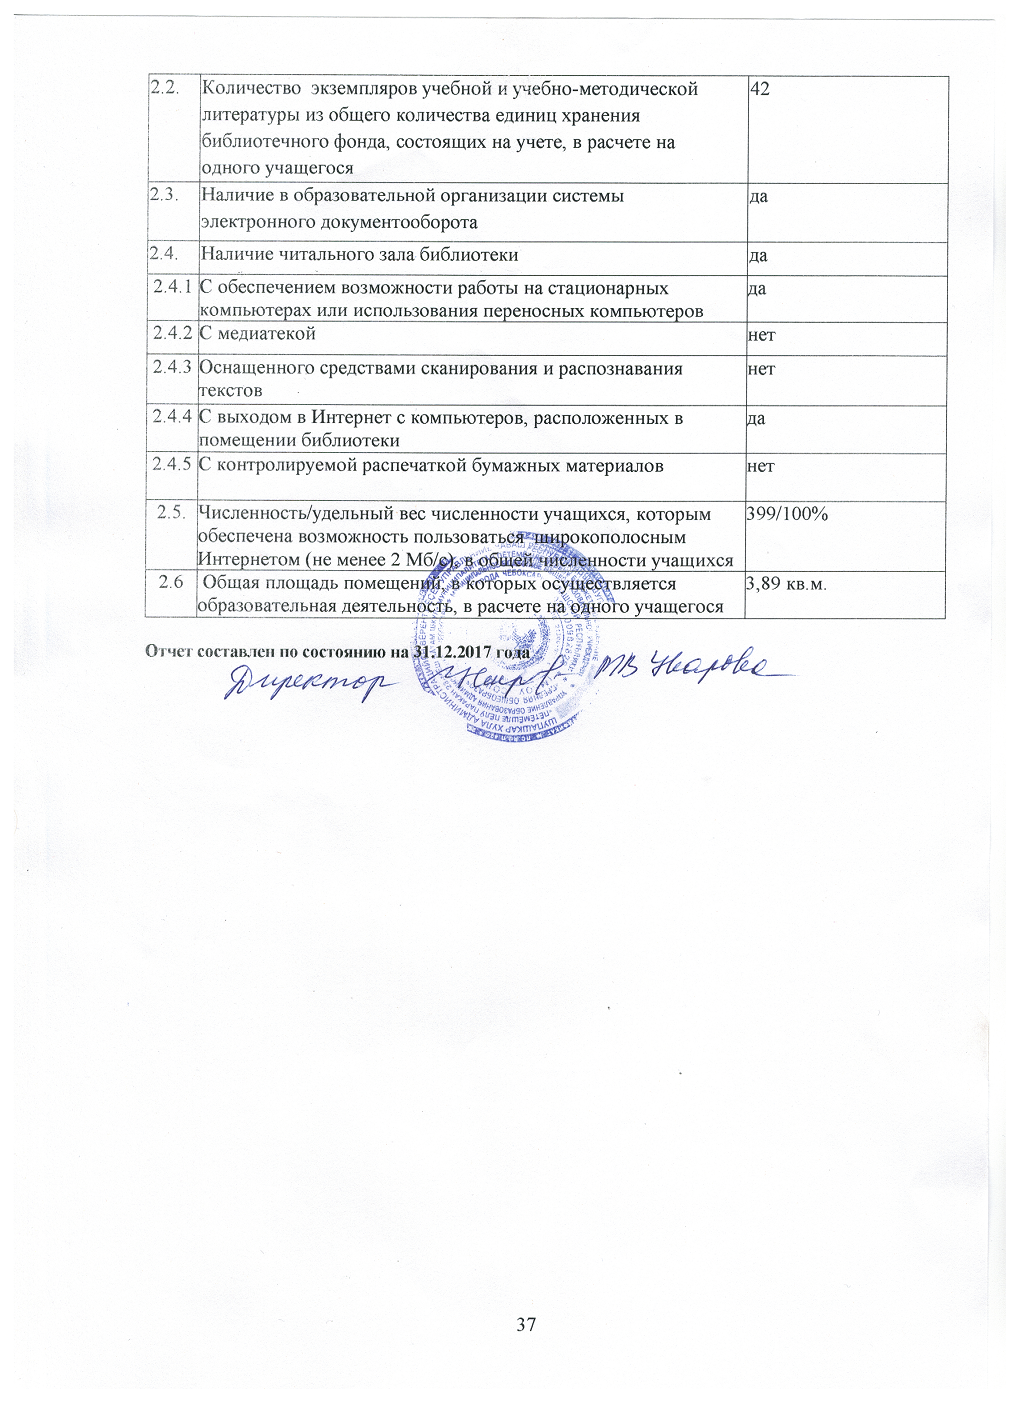 2.2. Количество экземпляров учебной и учебно-методической 42
литературы из общего количества единиц хранения
библиотечного фонда, состоящих на учете, в расчете на
одного учащегося
2.3. Наличие в образовательной организации системы да
электронного документооборота
2.4. Наличие читального зала библиотеки да
2.4.1 С обеспечением возможности работы на стационарных да
компьютерах или использования переносных компьютеров
2.4.2 С медиатекой нет
2.4.3 Оснащенного средствами сканирования и распознавания нет
текстов
2.4.4 С выходом в Интернет с компьютеров, расположенных в да
помещении библиотеки
2.4.5 С контролируемой распечаткой бумажных материалов нет
2.5. Численность/удельный вес численности учащихся, которым 399/100%
обеспечена возможность пользоваться широкополосным
Интернетом (не менее 2 Мб/с), в общей численности учащихся
2.6 Общая площадь помещений, в которых осуществляется 3,89 кв.м.
образовательная деятельность, в расчете на одного учащегося
Отчет составлен по состоянию на 31.12.2017 года
Директор ТВ Уварова
37